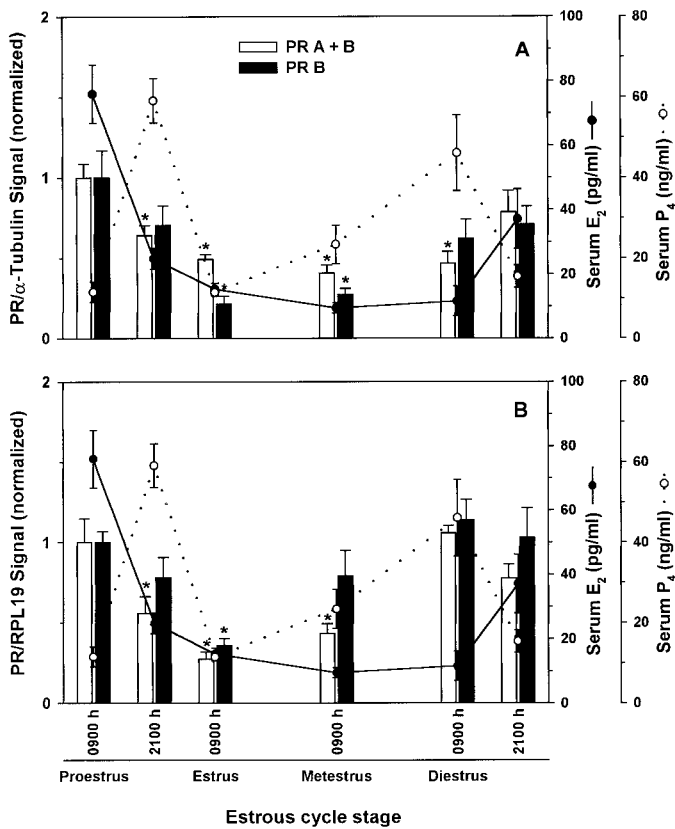 2
1
0
PR/α-Tubulin Signal (normalized)
PR A + B
PR B
A
100
80
60
40
20
0
Serum E2 (pg/ml)
80
60
40
20
0
Serum P4 (ng/ml)
* * * * * *
2
1
0
PR/RPL19 Signal (normalized)
B
100
80
60
40
20
0
Serum E2 (pg/ml)
80
60
40
20
0
Serum P4 (ng/ml)
* * * *
0900 h
2100 h
0900 h
0900 h
0900 h
2100 h
Proestrus Estrus Metestrus Diestrus
Estrous cycle stage